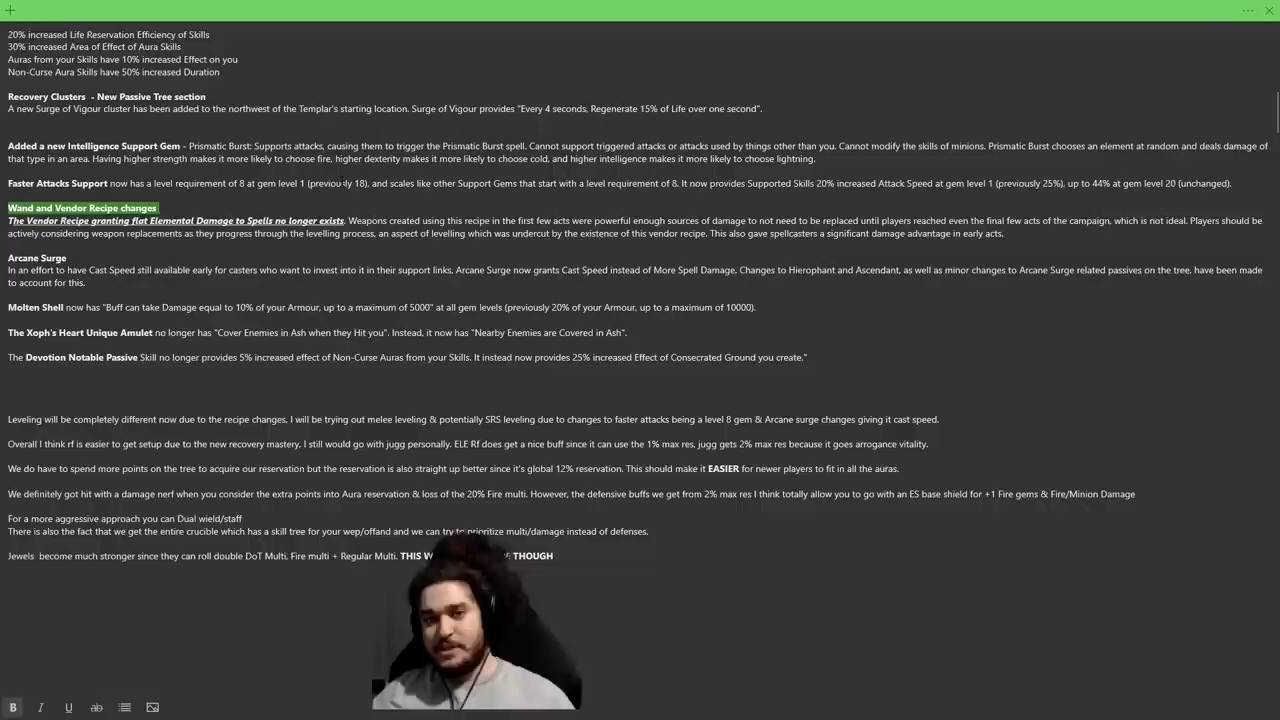 20% increased Life Reservation Efficiency of Skills
30% increased Area of Effect of Aura Skills
Auras from your Skills have 10% increased Effect on you
Non-Curse Aura Skills have 50% increased Duration
Recovery Clusters - New Passive Tree section
A new Surge of Vigour cluster has been added to the northwest of the Templar's starting location. Surge of Vigour provides "Every 4 seconds, Regenerate 15% of Life over one second".
Added a new Intelligence Support Gem - Prismatic Burst: Supports attacks, causing them to trigger the Prismatic Burst spell. Cannot support triggered attacks or attacks used by things other than you. Cannot modify the skills of minions. Prismatic Burst chooses an element at random and deals damage of
that type in an area. Having higher strength makes it more likely to choose fire, higher dexterity makes it more likely to choose cold, and higher intelligence makes it more likely to choose lightning.
Faster Attacks Support now has a level requirement of 8 at gem level 1 (previously 18), and scales like other Support Gems that start with a level requirement of 8. It now provides Supported Skills 20% increased Attack Speed at gem level 1 (previously 25%), up to 44% at gem level 20 (unchanged).
Wand and Vendor Recipe changes
The Vendor Recipe granting flat Elemental Damage to Spells no longer exists. Weapons created using this recipe in the first few acts were powerful enough sources of damage to not need to be replaced until players reached even the final few acts of the campaign, which is not ideal. Players should be
actively considering weapon replacements as they progress through the levelling process, an aspect of levelling which was undercut by the existence of this vendor recipe. This also gave spellcasters a significant damage advantage in early acts.
Arcane Surge
In an effort to have Cast Speed still available early for casters who want to invest into it in their support links, Arcane Surge now grants Cast Speed instead of More Spell Damage. Changes to Hierophant and Ascendant, as well as minor changes to Arcane Surge related passives on the tree, have been made
to account for this.
Molten Shell now has "Buff can take Damage equal to 10% of your Armour, up to a maximum of 5000" at all gem levels (previously 20% of your Armour, up to a maximum of 10000).
The Xoph's Heart Unique Amulet no longer has "Cover Enemies in Ash when they Hit you". Instead, it now has "Nearby Enemies are Covered in Ash".
The Devotion Notable Passive Skill no longer provides 5% increased effect of Non-Curse Auras from your Skills. It instead now provides 25% increased Effect of Consecrated Ground you create."
Leveling will be completely different now due to the recipe changes, I will be trying out melee leveling & potentially SRS leveling due to changes to faster attacks being a level 8 gem & Arcane surge changes giving it cast speed.
Overall I think rf is easier to get setup due to the new recovery mastery, I still would go with jugg personally. ELE Rf does get a nice buff since it can use the 1% max res, jugg gets 2% max res because it goes arrogance vitality.
We do have to spend more points on the tree to acquire our reservation but the reservation is also straight up better since it's global 12% reservation. This should make it EASIER for newer players to fit in all the auras.
We definitely got hit with a damage nerf when you consider the extra points into Aura reservation & loss of the 20% Fire multi. However, the defensive buffs we get from 2% max res I think totally allow you to go with an ES base shield for +1 Fire gems & Fire/Minion Damage
For a more aggressive approach you can Dual wield/staff
There is also the fact that we get the entire crucible which has a skill tree for your wep/offand and we can try to prioritize multi/damage instead of defenses.
Jewels become much stronger since they can roll double DoT Multi, Fire multi + Regular Multi. THIS THOUGH
B I U ab